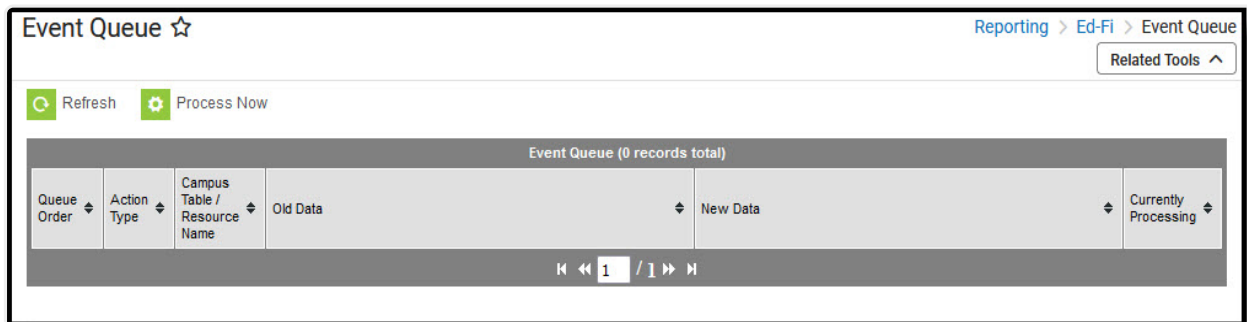 Event Queue ☆
Reporting > Ed-Fi > Event Queue
Related Tools
Refresh Process Now
Event Queue (0 records total)
Queue Order
Action Type
Campus Table / Resource Name
Old Data
New Data
Currently Processing
1 / 1